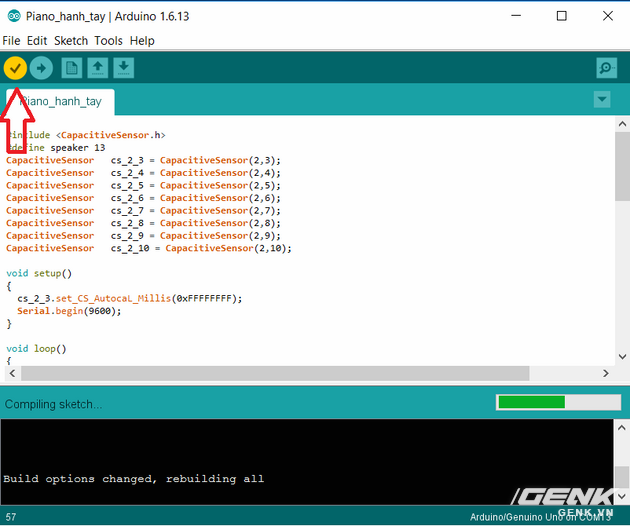 Piano_hanh_tay | Arduino 1.6.13
File Edit Sketch Tools Help
Piano_hanh_tay
#include <CapacitiveSensor.h>
#define speaker 13
CapacitiveSensor cs_2_3 = CapacitiveSensor(2,3);
CapacitiveSensor cs_2_4 = CapacitiveSensor(2,4);
CapacitiveSensor cs_2_5 = CapacitiveSensor(2,5);
CapacitiveSensor cs_2_6 = CapacitiveSensor(2,6);
CapacitiveSensor cs_2_7 = CapacitiveSensor(2,7);
CapacitiveSensor cs_2_8 = CapacitiveSensor(2,8);
CapacitiveSensor cs_2_9 = CapacitiveSensor(2,9);
CapacitiveSensor cs_2_10 = CapacitiveSensor(2,10);
void setup()
{
cs_2_3.set_CS_AutocaL_Millis(0xFFFFFFFF);
Serial.begin(9600);
}
void loop()
{
Compiling sketch...
Build options changed, rebuilding all
GENK
GENK.VN
57
Arduino/Genuino Uno on COM13